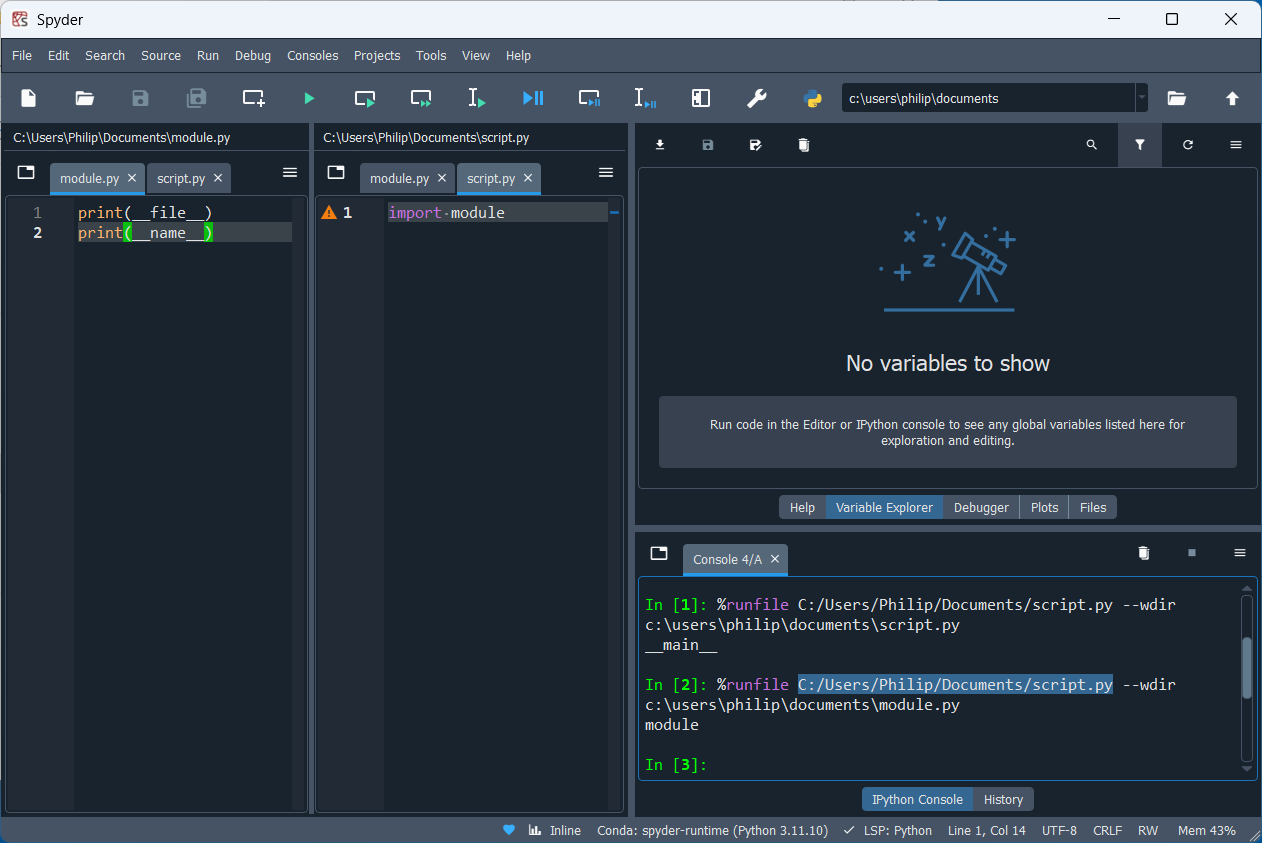 Spyder
File Edit Search Source Run Debug Consoles Projects Tools View Help
c:\users\philip\documents
C:\Users\Philip\Documents\module.py
module.py script.py
1 print(__file__)
2 print(__name__)
C:\Users\Philip\Documents\script.py
module.py script.py
1 import module
x y z
No variables to show
Run code in the Editor or IPython console to see any global variables listed here for
exploration and editing.
Help Variable Explorer Debugger Plots Files
Console 4/A
In [1]: %runfile C:/Users/Philip/Documents/script.py --wdir
c:\users\philip\documents\script.py
__main__
In [2]: %runfile C:/Users/Philip/Documents/script.py --wdir
c:\users\philip\documents\module.py
module
In [3]:
IPython Console History
Inline Conda: spyder-runtime (Python 3.11.10) LSP: Python Line 1, Col 14 UTF-8 CRLF RW Mem 43%